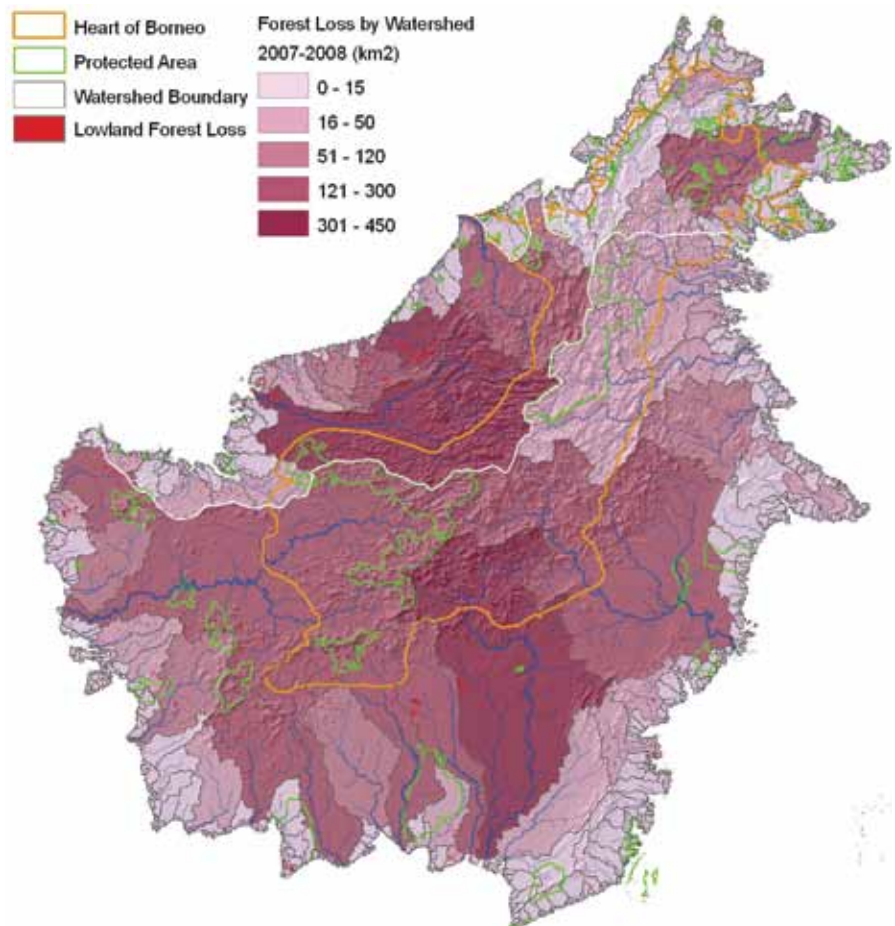 Heart of Borneo
Protected Area
Watershed Boundary
Lowland Forest Loss
Forest Loss by Watershed
2007-2008 (km2)
0 - 15
16 - 50
51 - 120
121 - 300
301 - 450